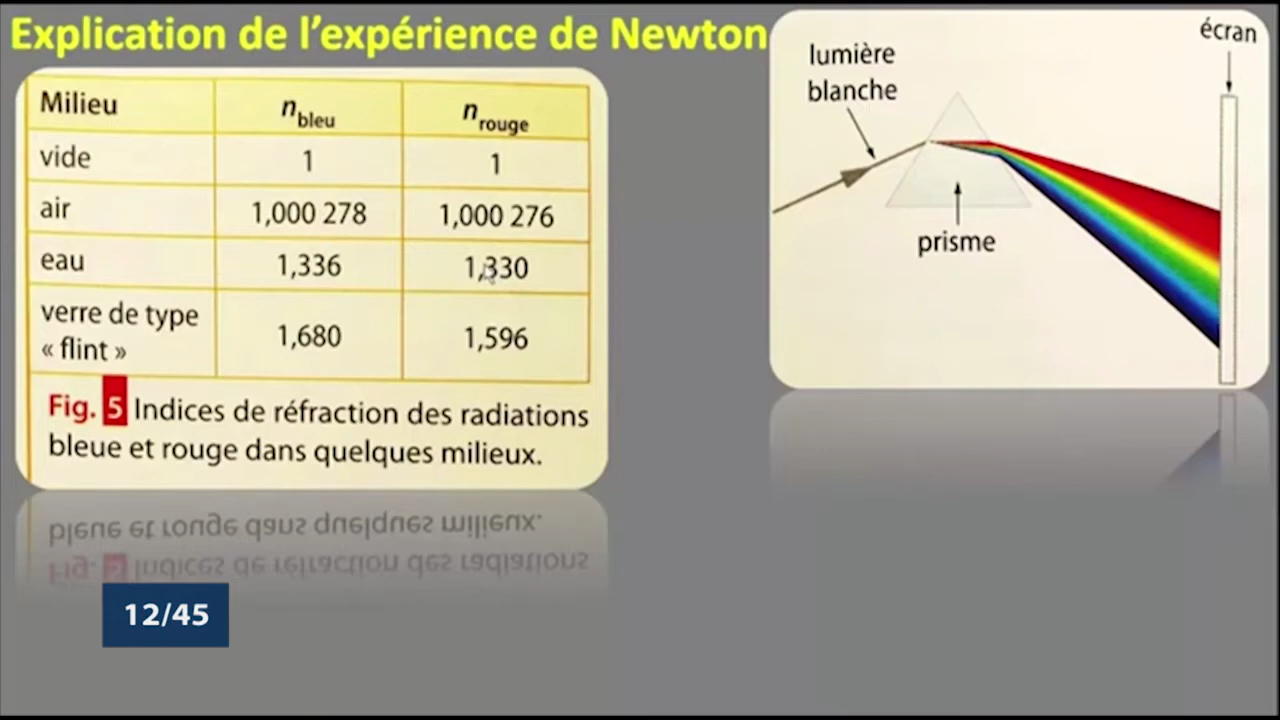 Explication de l’expérience de Newton
Milieu n bleu n rouge
vide 1 1
air 1,000 278 1,000 276
eau 1,336 1,330
verre de type
« flint » 1,680 1,596
Fig. 5 Indices de réfraction des radiations
bleue et rouge dans quelques milieux.
lumière
blanche
écran
prisme
12/45